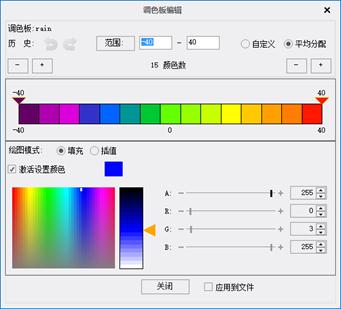 调色板编辑
调色板:rain
历 史:
范围: -40 - 40 自定义 平均分配
- + 15 颜色数 - +
-40 40
-40 0 40
绘图模式: 填充 插值
激活设置颜色
A: - + 255
R: - + 0
G: - + 3
B: - + 255
关闭 应用到文件